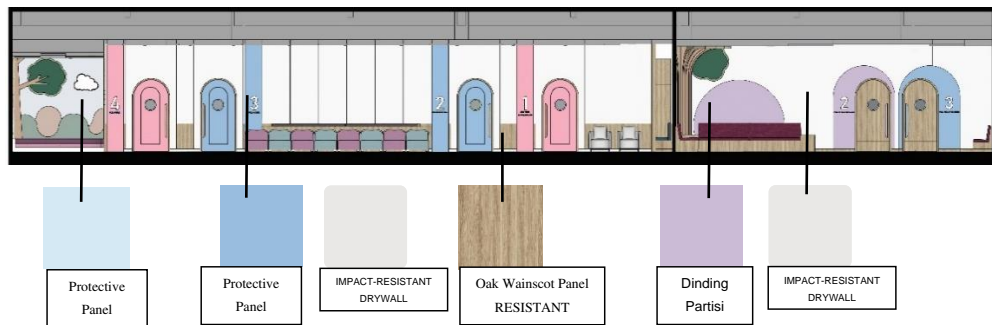 4
3
2
1
2
3
Protective
Panel
Protective
Panel
IMPACT-RESISTANT
DRYWALL
Oak Wainscot Panel
RESISTANT
Dinding
Partisi
IMPACT-RESISTANT
DRYWALL